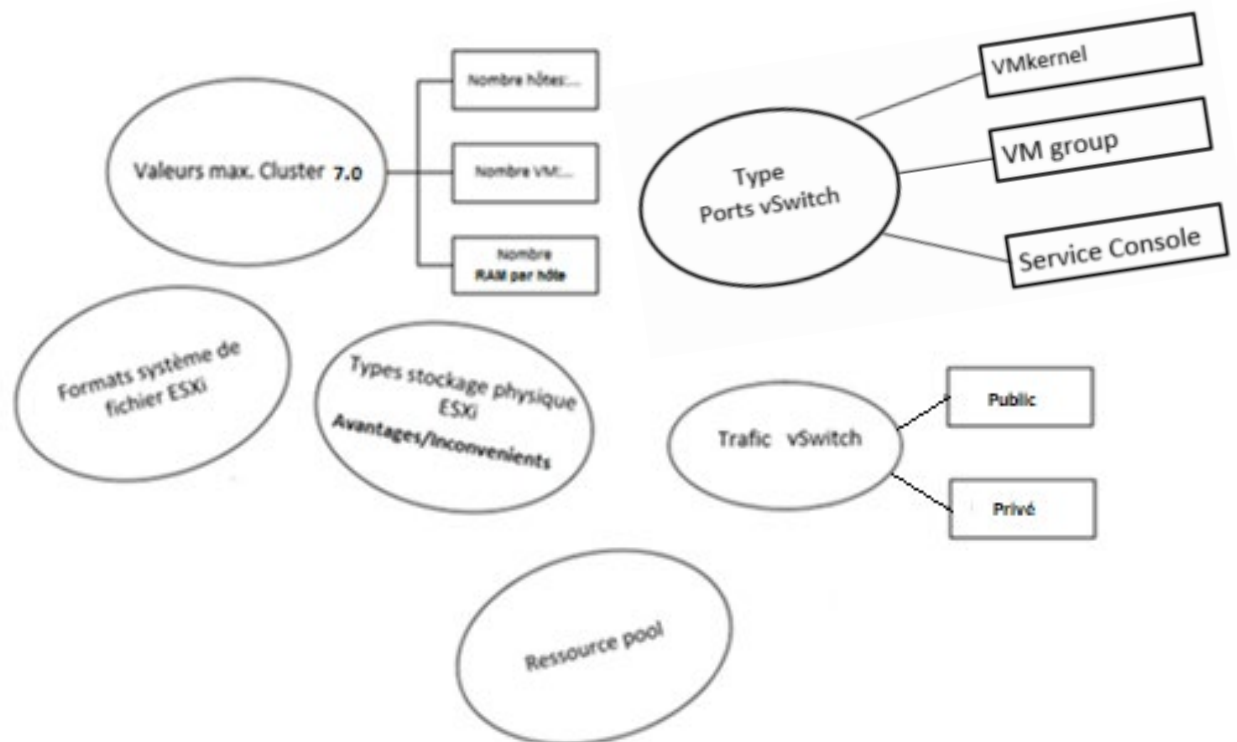 Valeurs max. Cluster 7.0
Nombre hôtes:...
Nombre VM:...
Nombre
RAM par hôte
Type
Ports vSwitch
VMkernel
VM group
Service Console
Formats système de
fichier ESXi
Types stockage physique
ESXi
Avantages/Inconvenients
Trafic vSwitch
Public
Privé
Ressource pool